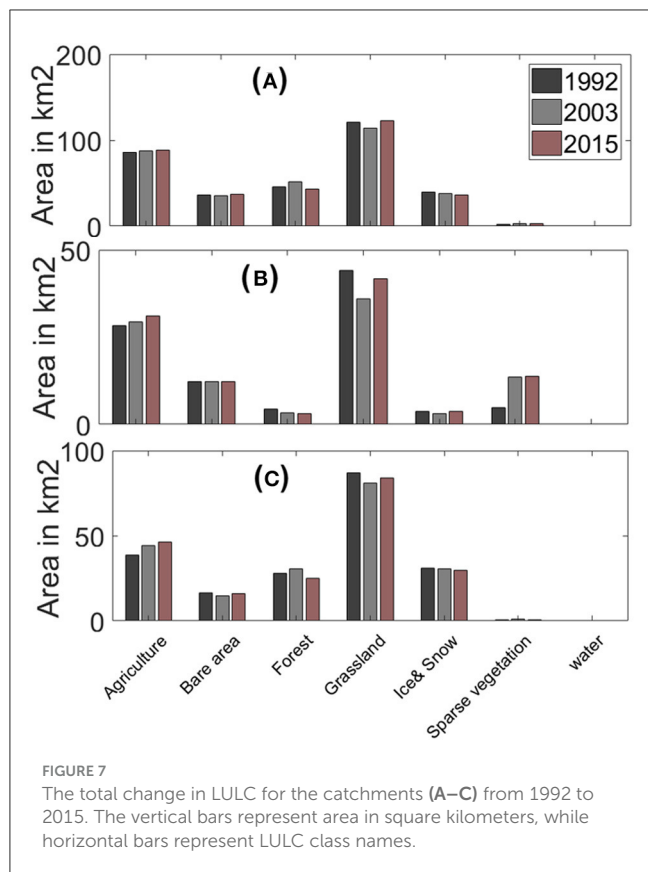 200
(A)
1992
2003
2015
Area in km2
100
0
50
(B)
Area in km2
0
100
(C)
Area in km2
50
0
Agriculture
Bare area
Forest
Grassland
Ice& Snow
Sparse vegetation
water
FIGURE 7
The total change in LULC for the catchments (A–C) from 1992 to
2015. The vertical bars represent area in square kilometers, while
horizontal bars represent LULC class names.